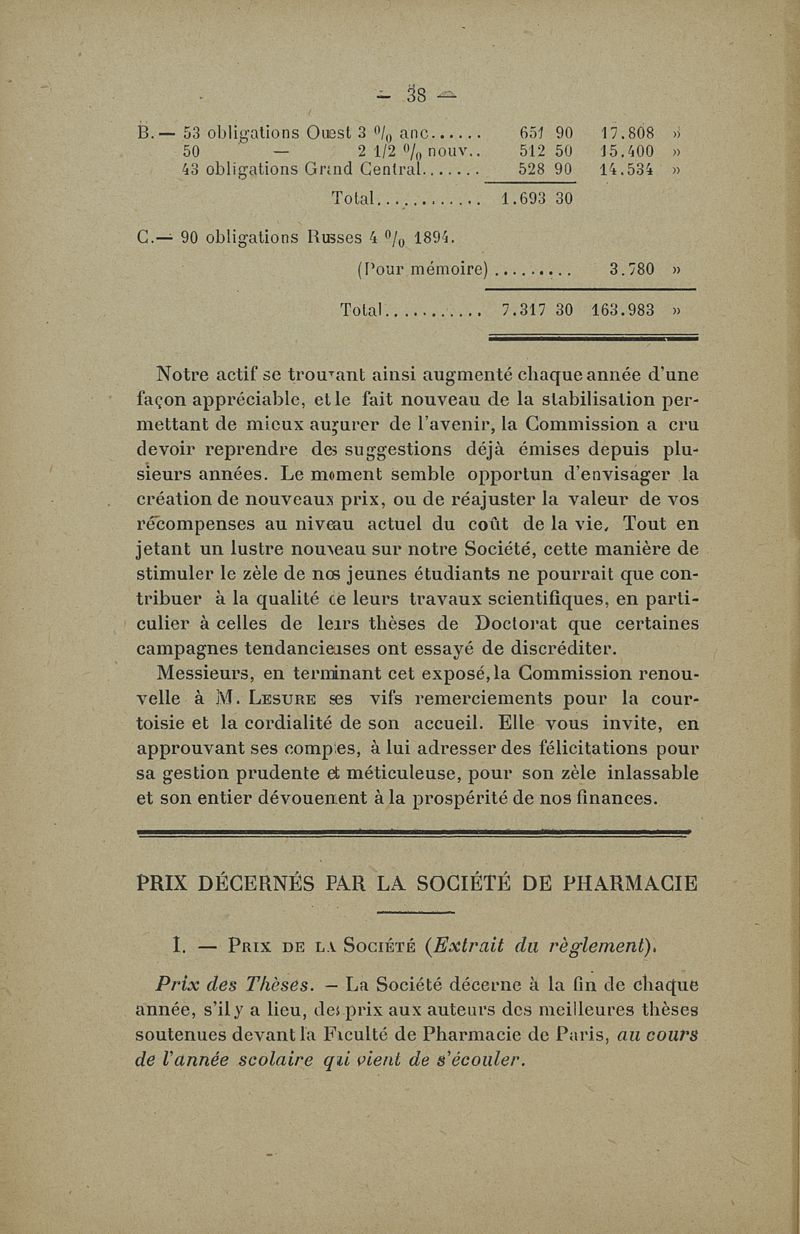 — 38 —
B.— 53 obligations Ouest 3 % anc...... 651 90 17.808 »
50 — 2 1/2 % nouv.. 512 50 15.400 »
43 obligations Grand Central....... 528 90 14.534 »
Total............ 1.693 30
C.— 90 obligations Russes 4 % 1894.
(Pour mémoire) ......... 3.780 »
Total........... 7.317 30 163.983 »
Notre actif se trouvant ainsi augmenté chaque année d'une
façon appréciable, et le fait nouveau de la stabilisation per-
mettant de mieux augurer de l'avenir, la Commission a cru
devoir reprendre des suggestions déjà émises depuis plu-
sieurs années. Le moment semble opportun d'envisager la
création de nouveaux prix, ou de réajuster la valeur de vos
récompenses au niveau actuel du coût de la vie. Tout en
jetant un lustre nouveau sur notre Société, cette manière de
stimuler le zèle de nos jeunes étudiants ne pourrait que con-
tribuer à la qualité de leurs travaux scientifiques, en parti-
culier à celles de leurs thèses de Doctorat que certaines
campagnes tendancieuses ont essayé de discréditer.
Messieurs, en terminant cet exposé, la Commission renou-
velle à M. LESURE ses vifs remerciements pour la cour-
toisie et la cordialité de son accueil. Elle vous invite, en
approuvant ses comptes, à lui adresser des félicitations pour
sa gestion prudente et méticuleuse, pour son zèle inlassable
et son entier dévouement à la prospérité de nos finances.
PRIX DÉCERNÉS PAR LA SOCIÉTÉ DE PHARMACIE
I. — PRIX DE LA SOCIÉTÉ (Extrait du règlement).
Prix des Thèses. — La Société décerne à la fin de chaque
année, s'il y a lieu, des prix aux auteurs des meilleures thèses
soutenues devant la Faculté de Pharmacie de Paris, au cours
de l'année scolaire qui vient de s'écouler.